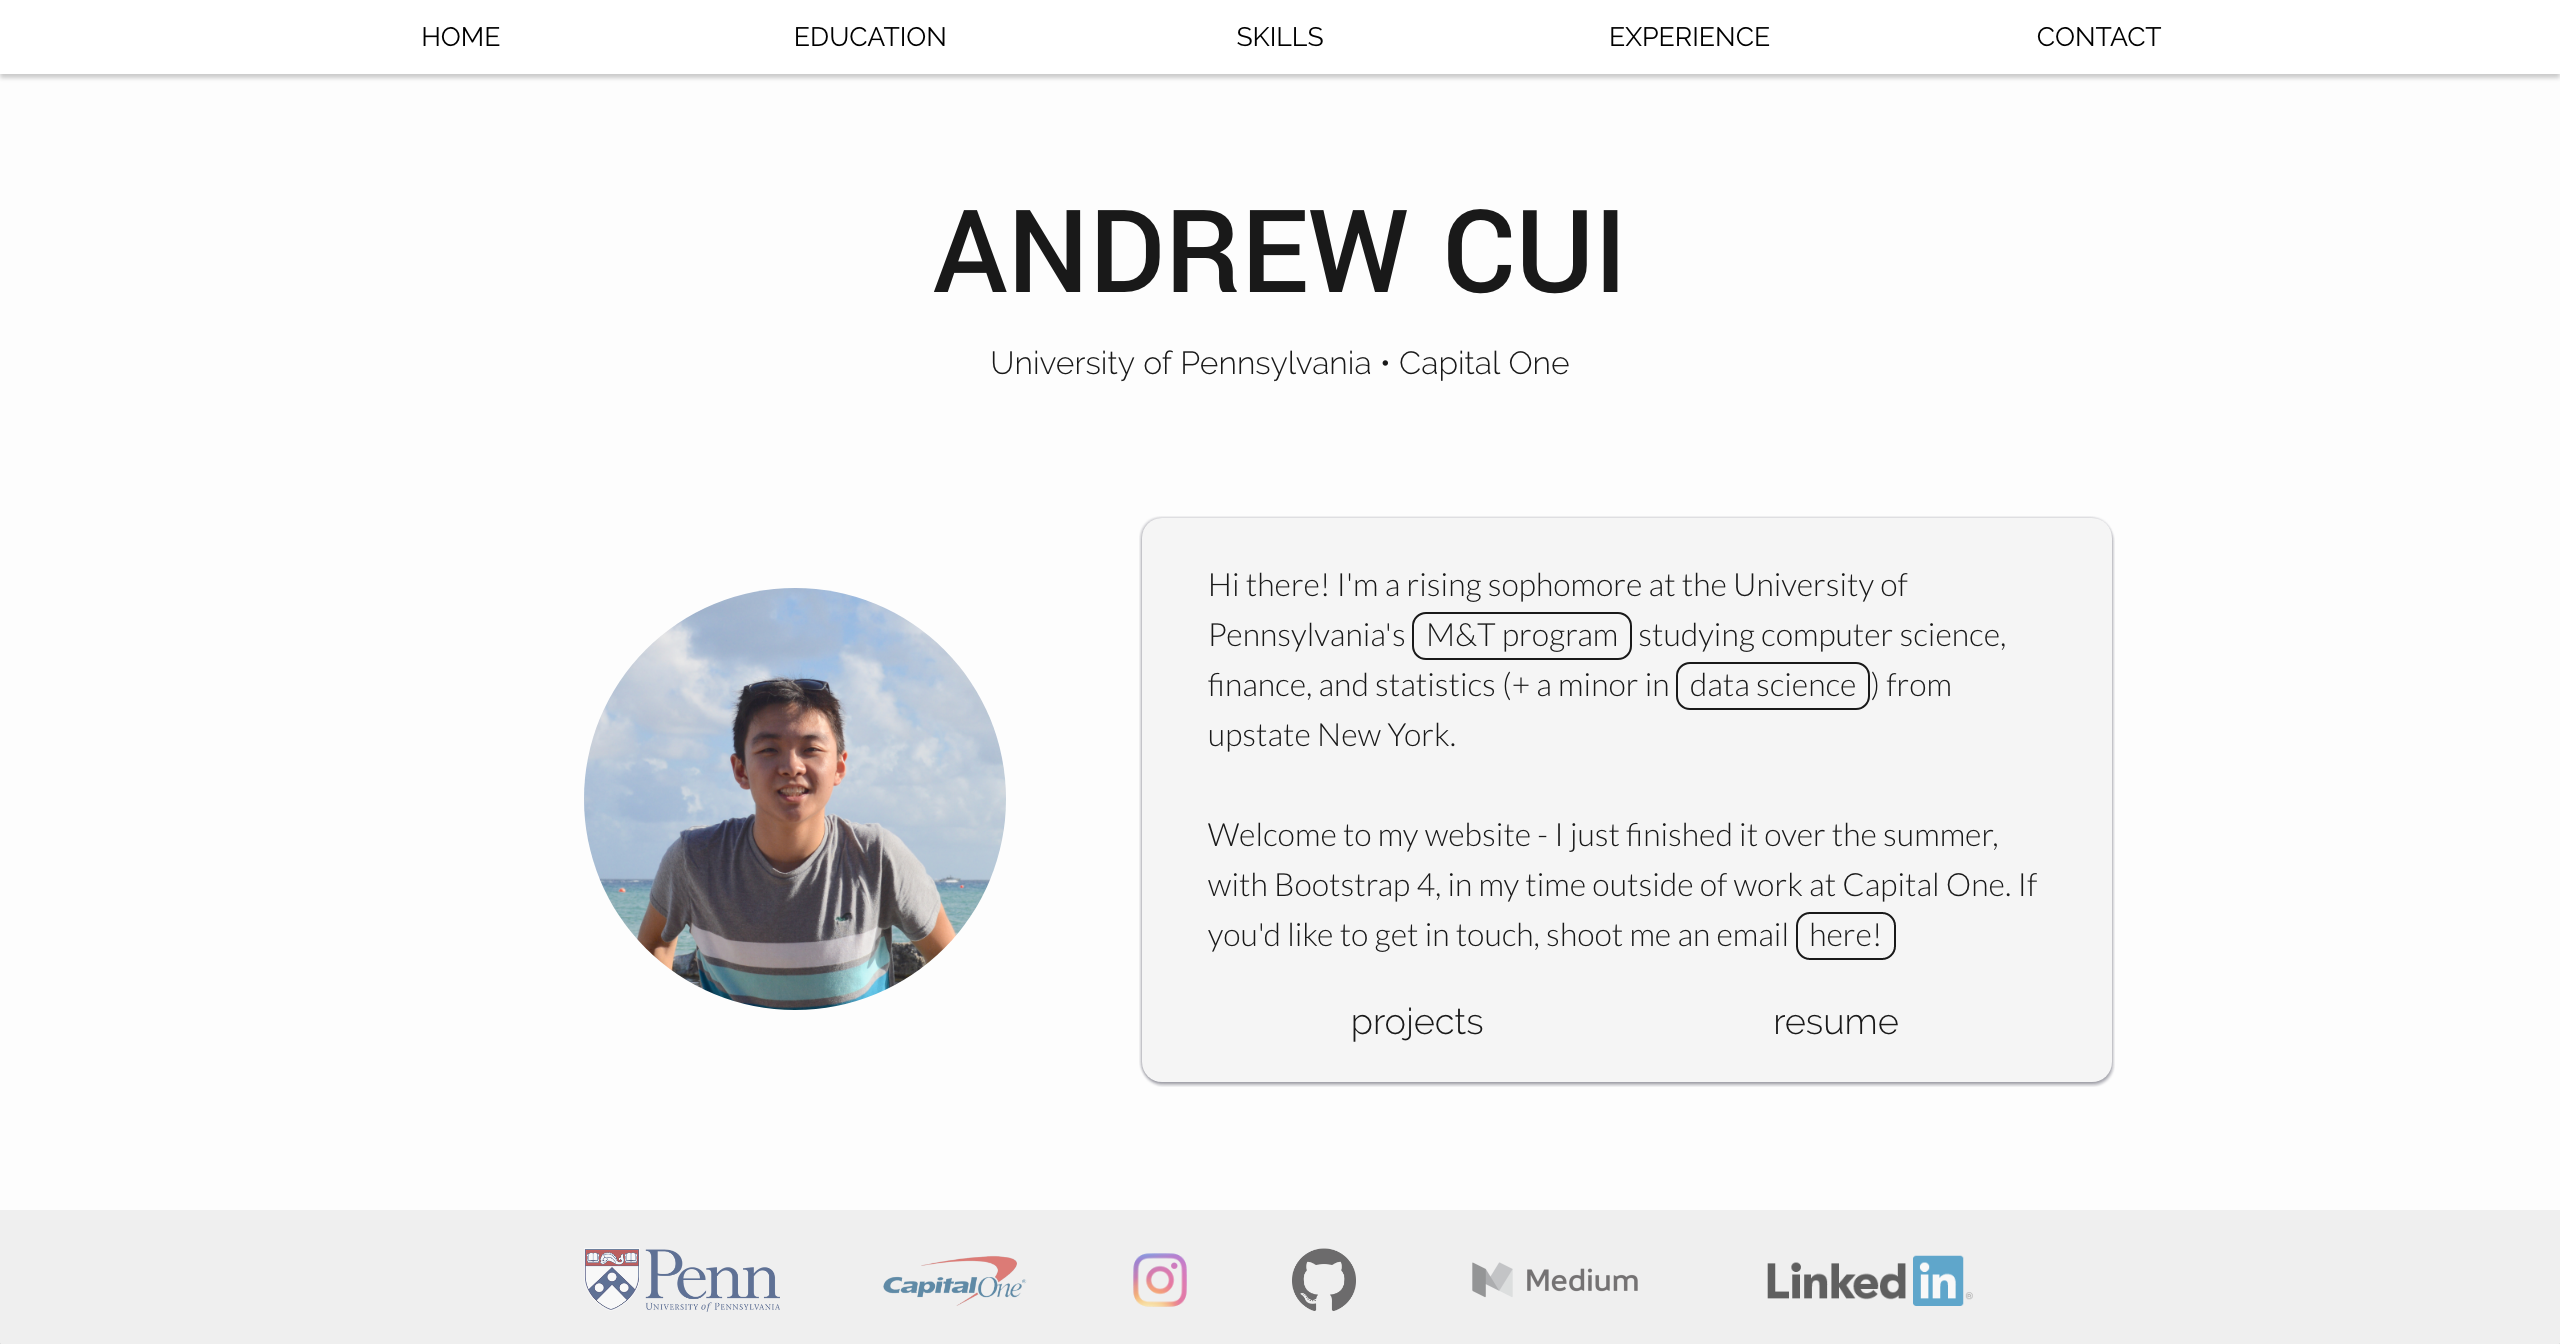 HOME EDUCATION SKILLS EXPERIENCE CONTACT
ANDREW CUI
University of Pennsylvania • Capital One
Hi there! I'm a rising sophomore at the University of
Pennsylvania's M&T program studying computer science,
finance, and statistics (+ a minor in data science) from
upstate New York.
Welcome to my website - I just finished it over the summer,
with Bootstrap 4, in my time outside of work at Capital One. If
you'd like to get in touch, shoot me an email here!
projects resume
Penn
UNIVERSITY of PENNSYLVANIA
CapitalOne®
Medium
Linked in ®